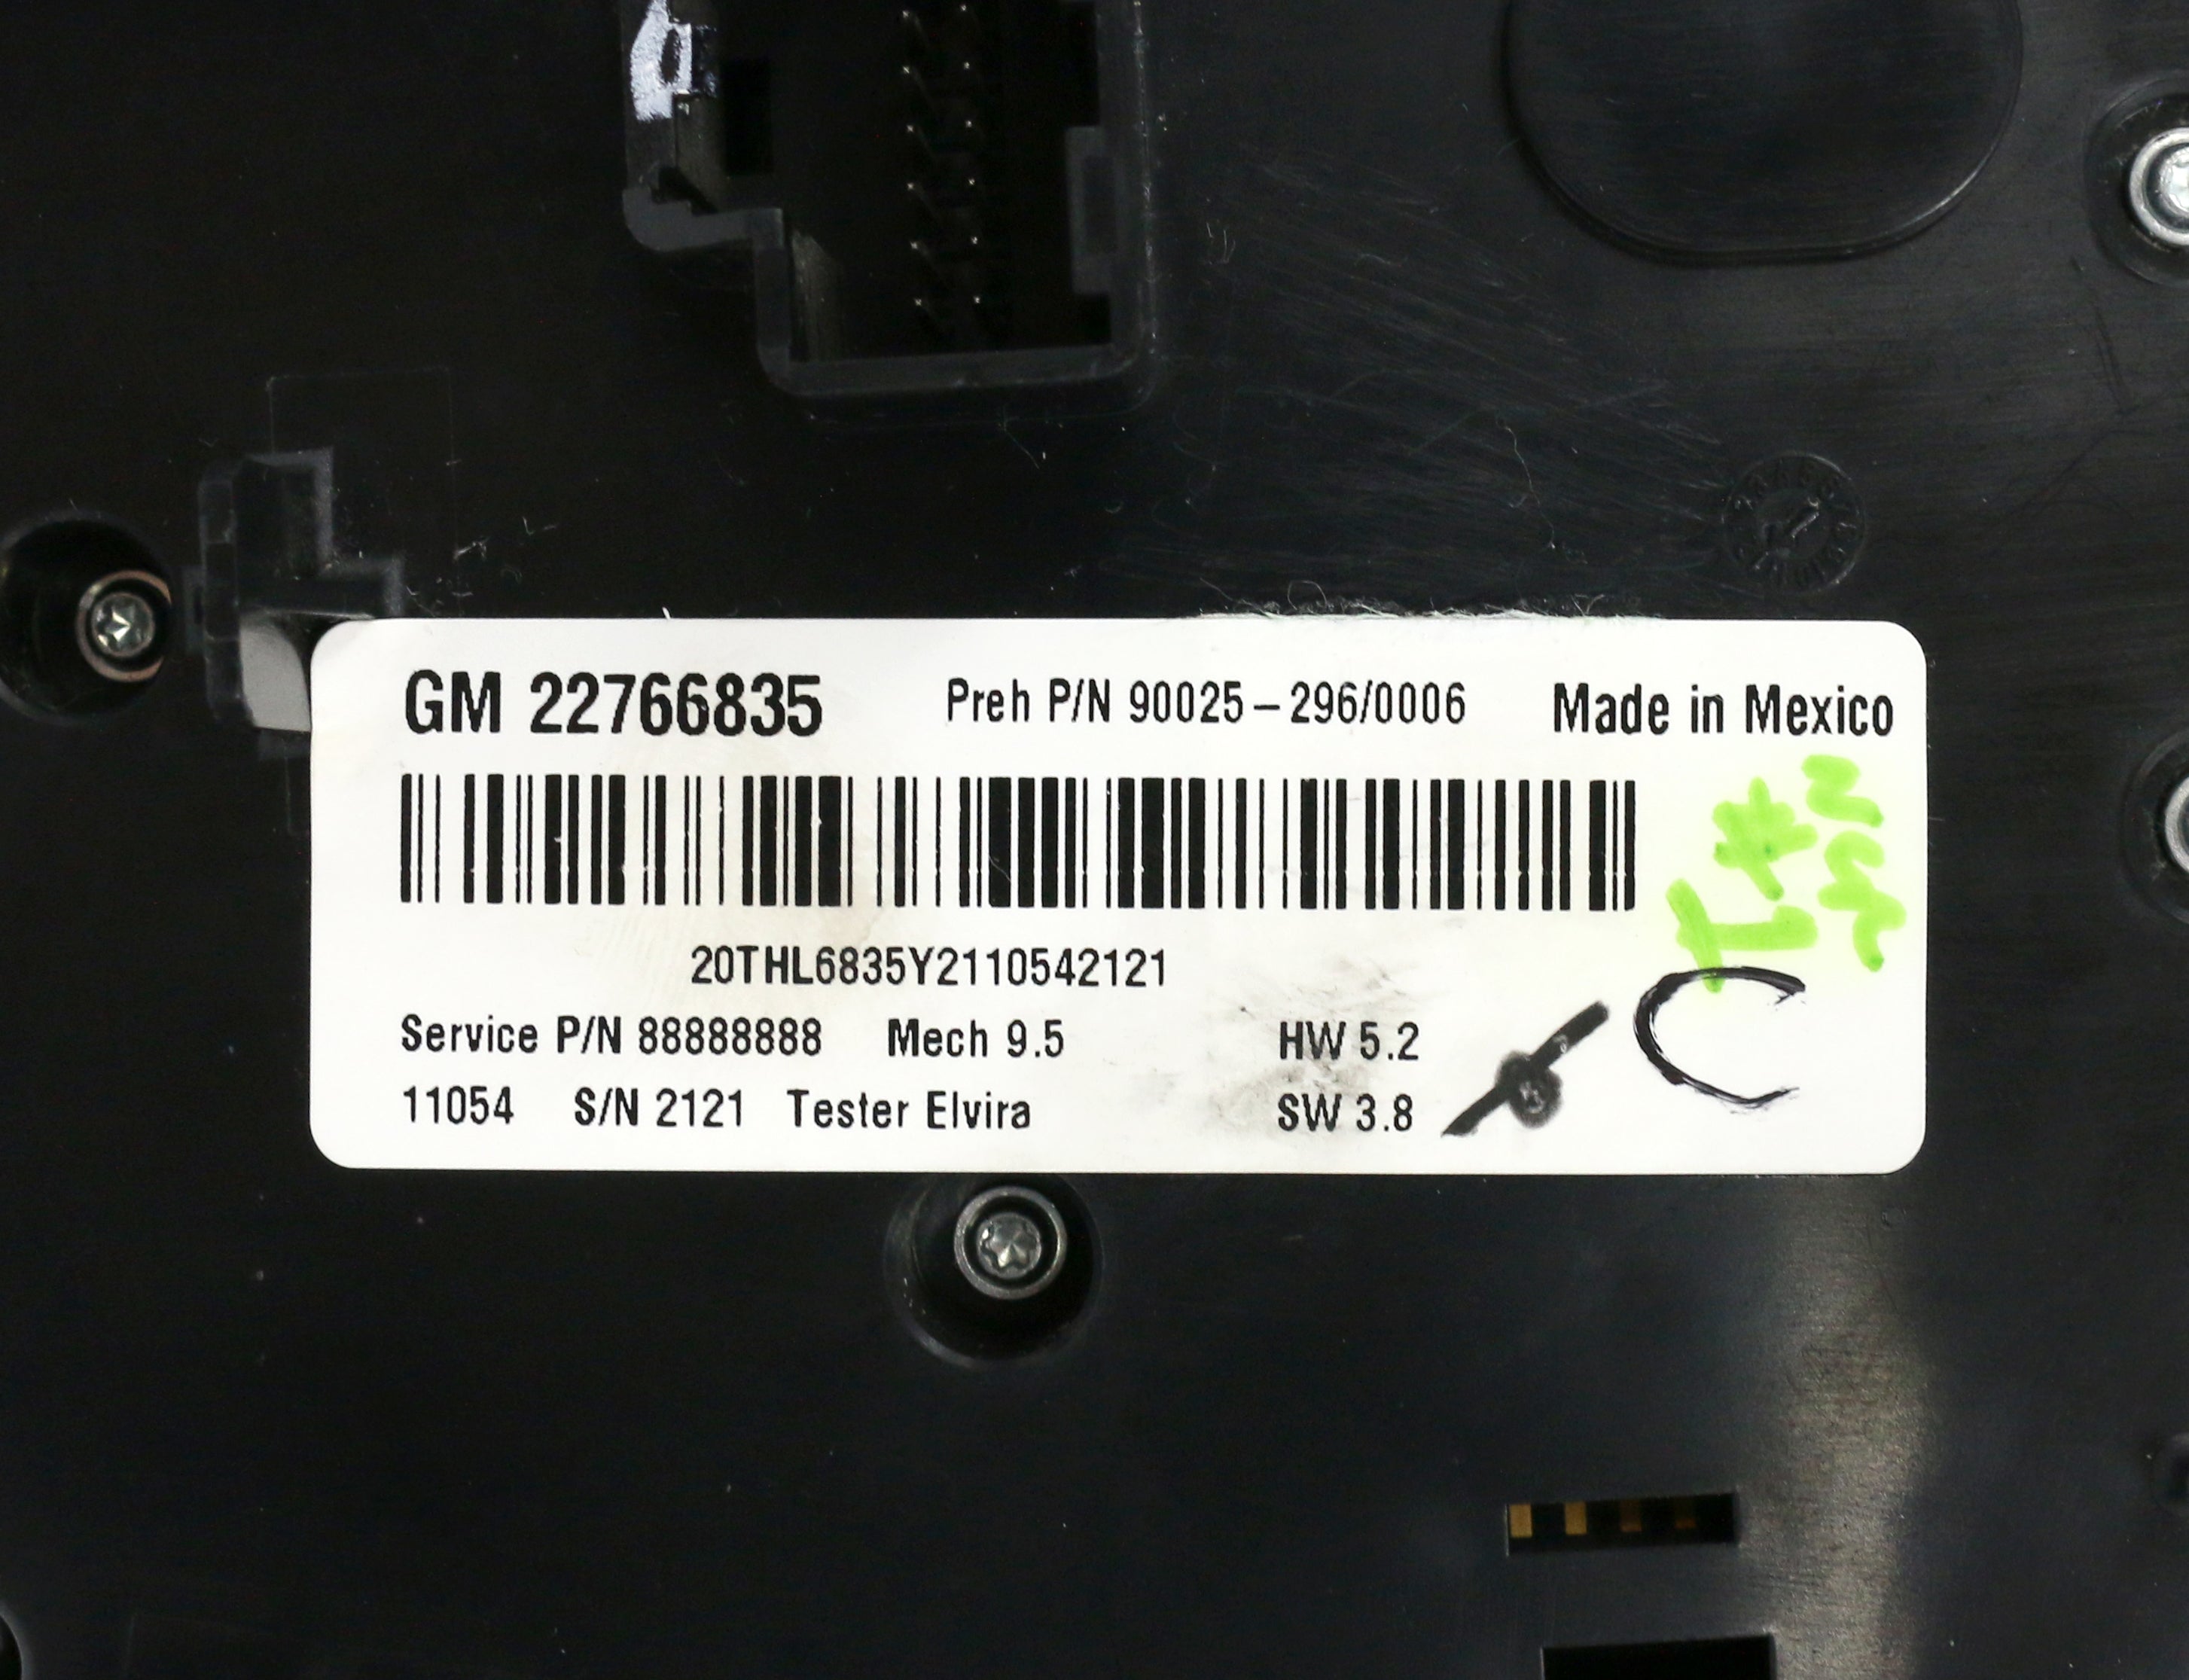 GM 22766835 Preh P/N 90025-296/0006 Made in Mexico
20THL6835Y2110542121
Service P/N 88888888 Mech 9.5 HW 5.2
11054 S/N 2121 Tester Elvira SW 3.8
C